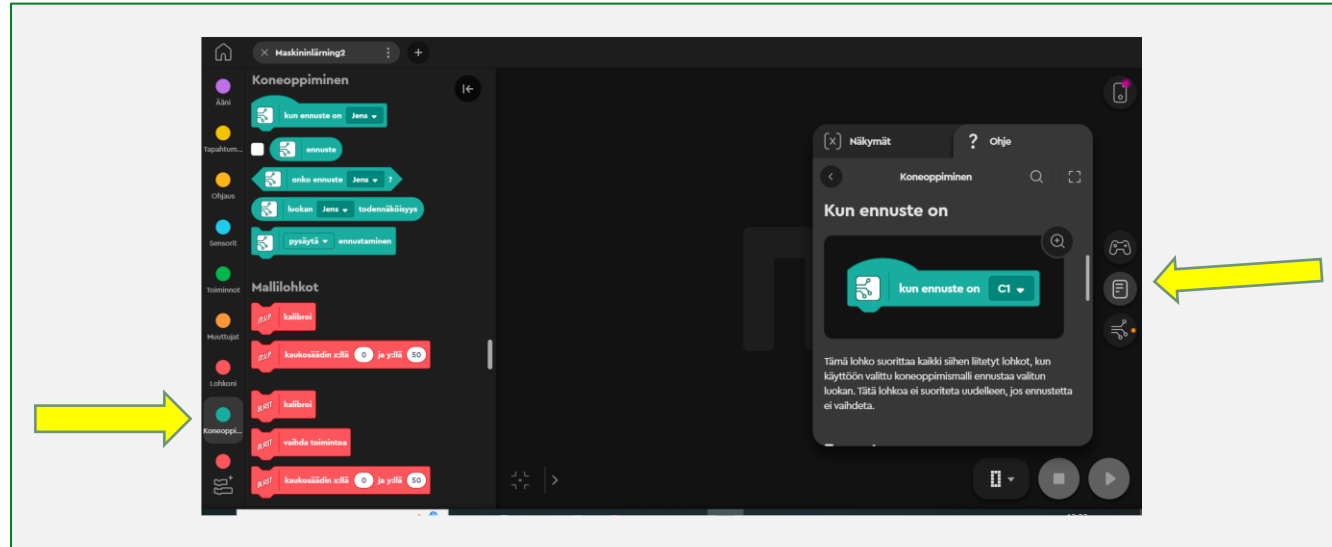 Maskininlärning2
Ääni
Tapahtum...
Ohjaus
Sensorit
Toiminnot
Muuttujat
Lohkoni
Koneoppi...
Koneoppiminen
kun ennuste on Jens
ennuste
onko ennuste Jens ?
luokan Jens todennäköisyys
pysäytä ennustaminen
Mallilohkot
M.V.P kalibroi
M.V.P kaukosäädin x:llä 0 ja y:llä 50
BURST kalibroi
BURST vaihda toimintoa
BURST kaukosäädin x:llä 0 ja y:llä 50
Näkymät
? Ohje
Koneoppiminen
Kun ennuste on
kun ennuste on C1
Tämä lohko suorittaa kaikki siihen liitetyt lohkot, kun
käyttöön valittu koneoppimismalli ennustaa valitun
luokan. Tätä lohkoa ei suoriteta uudelleen, jos ennustetta
ei vaihdeta.